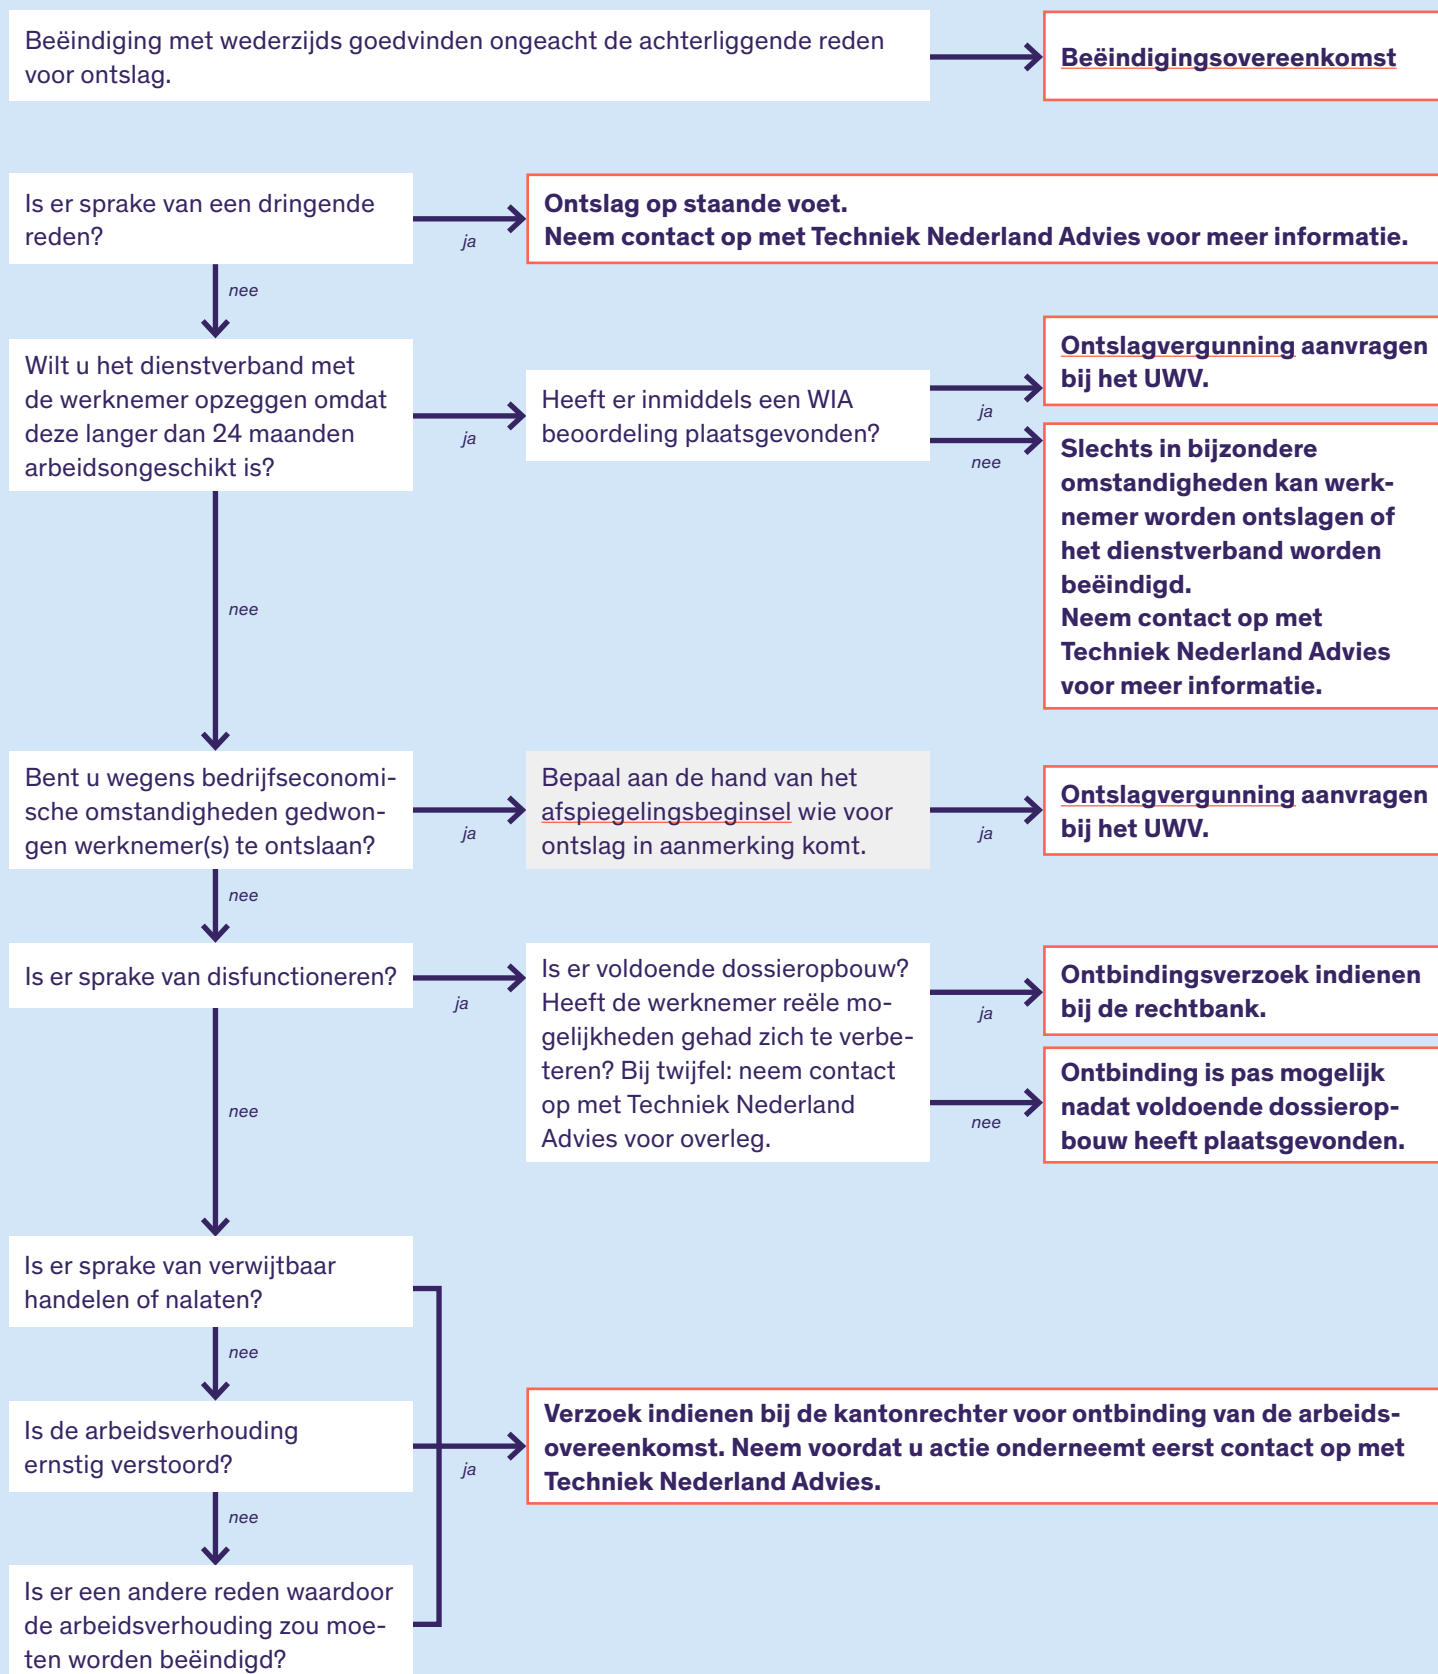 Beëindiging met wederzijds goedvinden ongeacht de achterliggende reden
voor ontslag.
Beëindigingsovereenkomst
Is er sprake van een dringende
reden?
ja
Ontslag op staande voet.
Neem contact op met Techniek Nederland Advies voor meer informatie.
nee
Wilt u het dienstverband met
de werknemer opzeggen omdat
deze langer dan 24 maanden
arbeidsongeschikt is?
ja
Heeft er inmiddels een WIA
beoordeling plaatsgevonden?
ja
Ontslagvergunning aanvragen
bij het UWV.
nee
Slechts in bijzondere
omstandigheden kan werk-
nemer worden ontslagen of
het dienstverband worden
beëindigd.
Neem contact op met
Techniek Nederland Advies
voor meer informatie.
nee
Bent u wegens bedrijfseconomi-
sche omstandigheden gedwon-
gen werknemer(s) te ontslaan?
ja
Bepaal aan de hand van het
afspiegelingsbeginsel wie voor
ontslag in aanmerking komt.
ja
Ontslagvergunning aanvragen
bij het UWV.
nee
Is er sprake van disfunctioneren?
ja
Is er voldoende dossieropbouw?
Heeft de werknemer reële mo-
gelijkheden gehad zich te verbe-
teren? Bij twijfel: neem contact
op met Techniek Nederland
Advies voor overleg.
ja
Ontbindingsverzoek indienen
bij de rechtbank.
nee
Ontbinding is pas mogelijk
nadat voldoende dossierop-
bouw heeft plaatsgevonden.
nee
Is er sprake van verwijtbaar
handelen of nalaten?
nee
Is de arbeidsverhouding
ernstig verstoord?
ja
Verzoek indienen bij de kantonrechter voor ontbinding van de arbeids-
overeenkomst. Neem voordat u actie onderneemt eerst contact op met
Techniek Nederland Advies.
nee
Is er een andere reden waardoor
de arbeidsverhouding zou moe-
ten worden beëindigd?